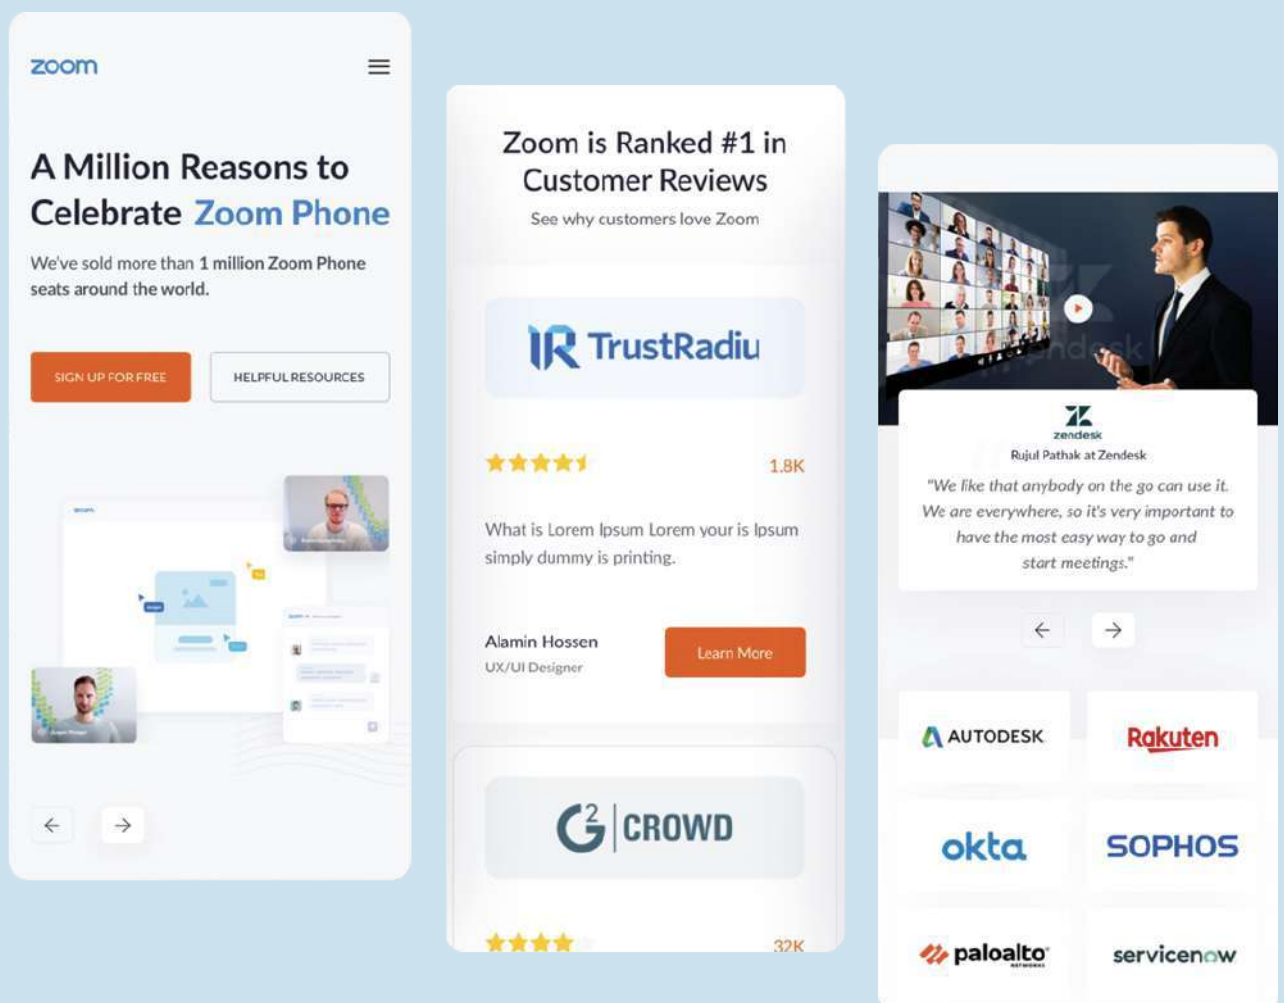 zoom
A Million Reasons to
Celebrate Zoom Phone
We've sold more than 1 million Zoom Phone
seats around the world.
SIGN UP FOR FREE
HELPFUL RESOURCES
zoom
zoom
Zoom is Ranked #1 in
Customer Reviews
See why customers love Zoom
TR TrustRadiu
1.8K
What is Lorem Ipsum Lorem your is Ipsum
simply dummy is printing.
Alamin Hossen
UX/UI Designer
Learn More
G2 CROWD
32K
zendesk
Rujul Pathak at Zendesk
"We like that anybody on the go can use it.
We are everywhere, so it's very important to
have the most easy way to go and
start meetings."
AUTODESK
Rakuten
okta
SOPHOS
paloalto
NETWORKS
servicenow